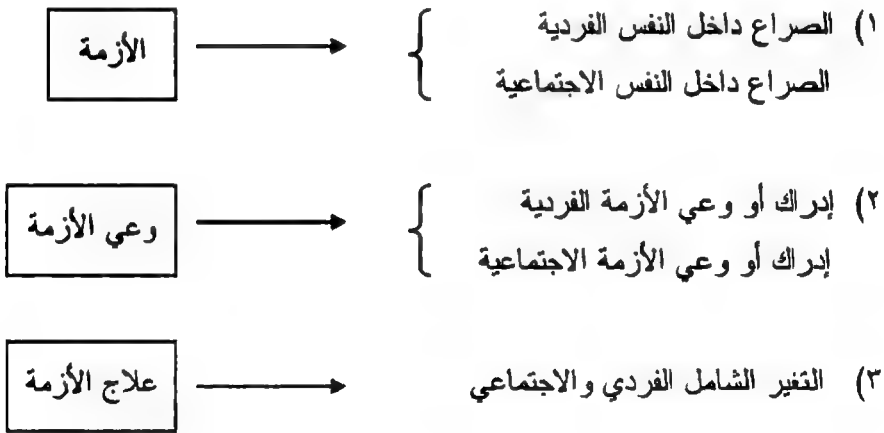 ١) الصراع داخل النفس الفردية
الصراع داخل النفس الاجتماعية
الأزمة
٢) إدراك أو وعي الأزمة الفردية
إدراك أو وعي الأزمة الاجتماعية
وعي الأزمة
٣) التغير الشامل الفردي والاجتماعي
علاج الأزمة